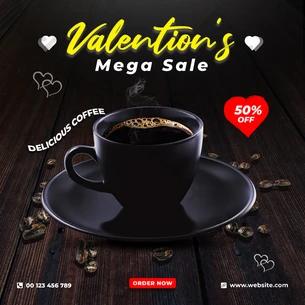 Valention's
Mega Sale
DELICIOUS COFFEE
50%
OFF
00 123 456 789
ORDER NOW
www.website.com